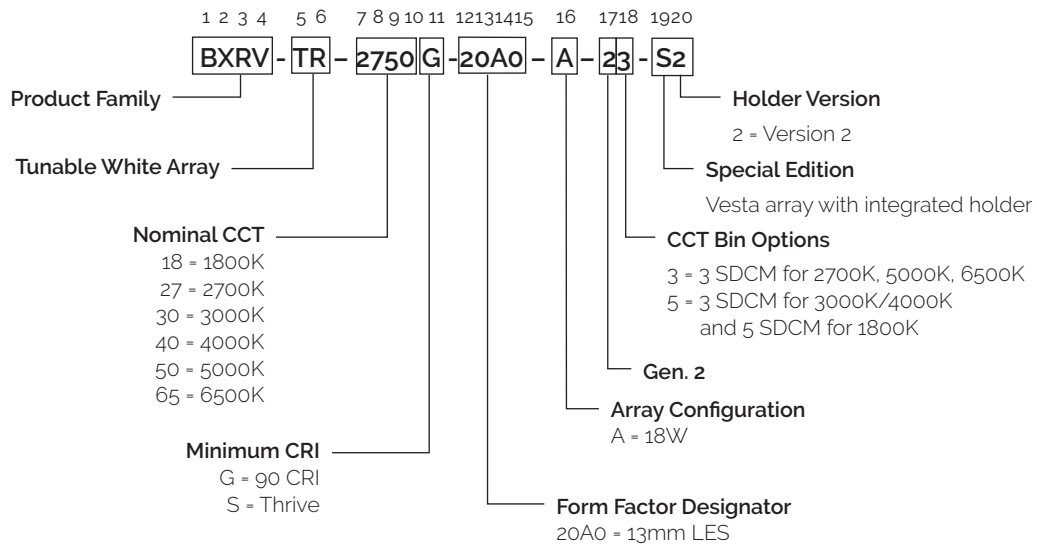 1 2 3 4 5 6 7 8 9 10 11 12131415 16 1718 1920
BXRV - TR – 2750 G - 20A0 – A – 2 3 - S2
Product Family
Holder Version
2 = Version 2
Tunable White Array
Special Edition
Vesta array with integrated holder
Nominal CCT
18 = 1800K
27 = 2700K
30 = 3000K
40 = 4000K
50 = 5000K
65 = 6500K
CCT Bin Options
3 = 3 SDCM for 2700K, 5000K, 6500K
5 = 3 SDCM for 3000K/4000K
and 5 SDCM for 1800K
Gen. 2
Array Configuration
A = 18W
Minimum CRI
G = 90 CRI
S = Thrive
Form Factor Designator
20A0 = 13mm LES